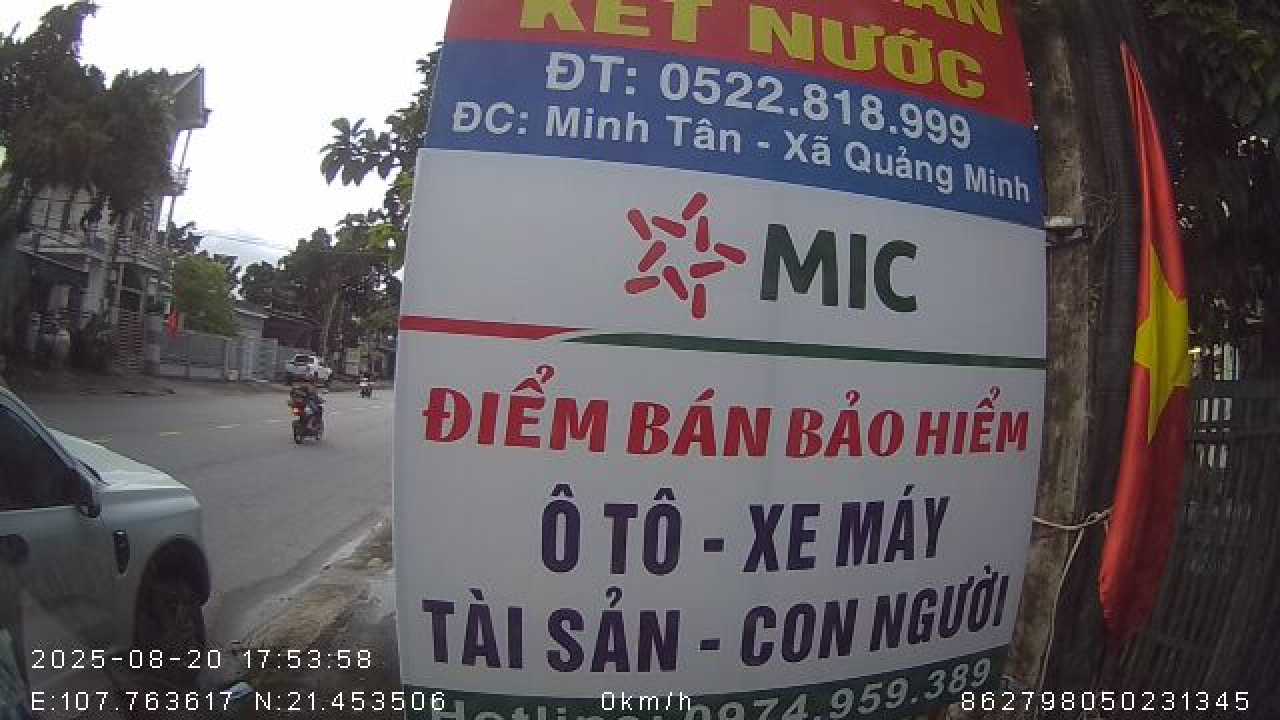 KÉT NƯỚC
ĐT: 0522.818.999
ĐC: Minh Tân - Xã Quảng Minh
MIC
ĐIỂM BÁN BẢO HIỂM
Ô TÔ - XE MÁY
TÀI SẢN - CON NGƯỜI
Hotline: 0974.959.389
2025-08-20 17:53:58
E:107.763617 N:21.453506 0km/h 862798050231345